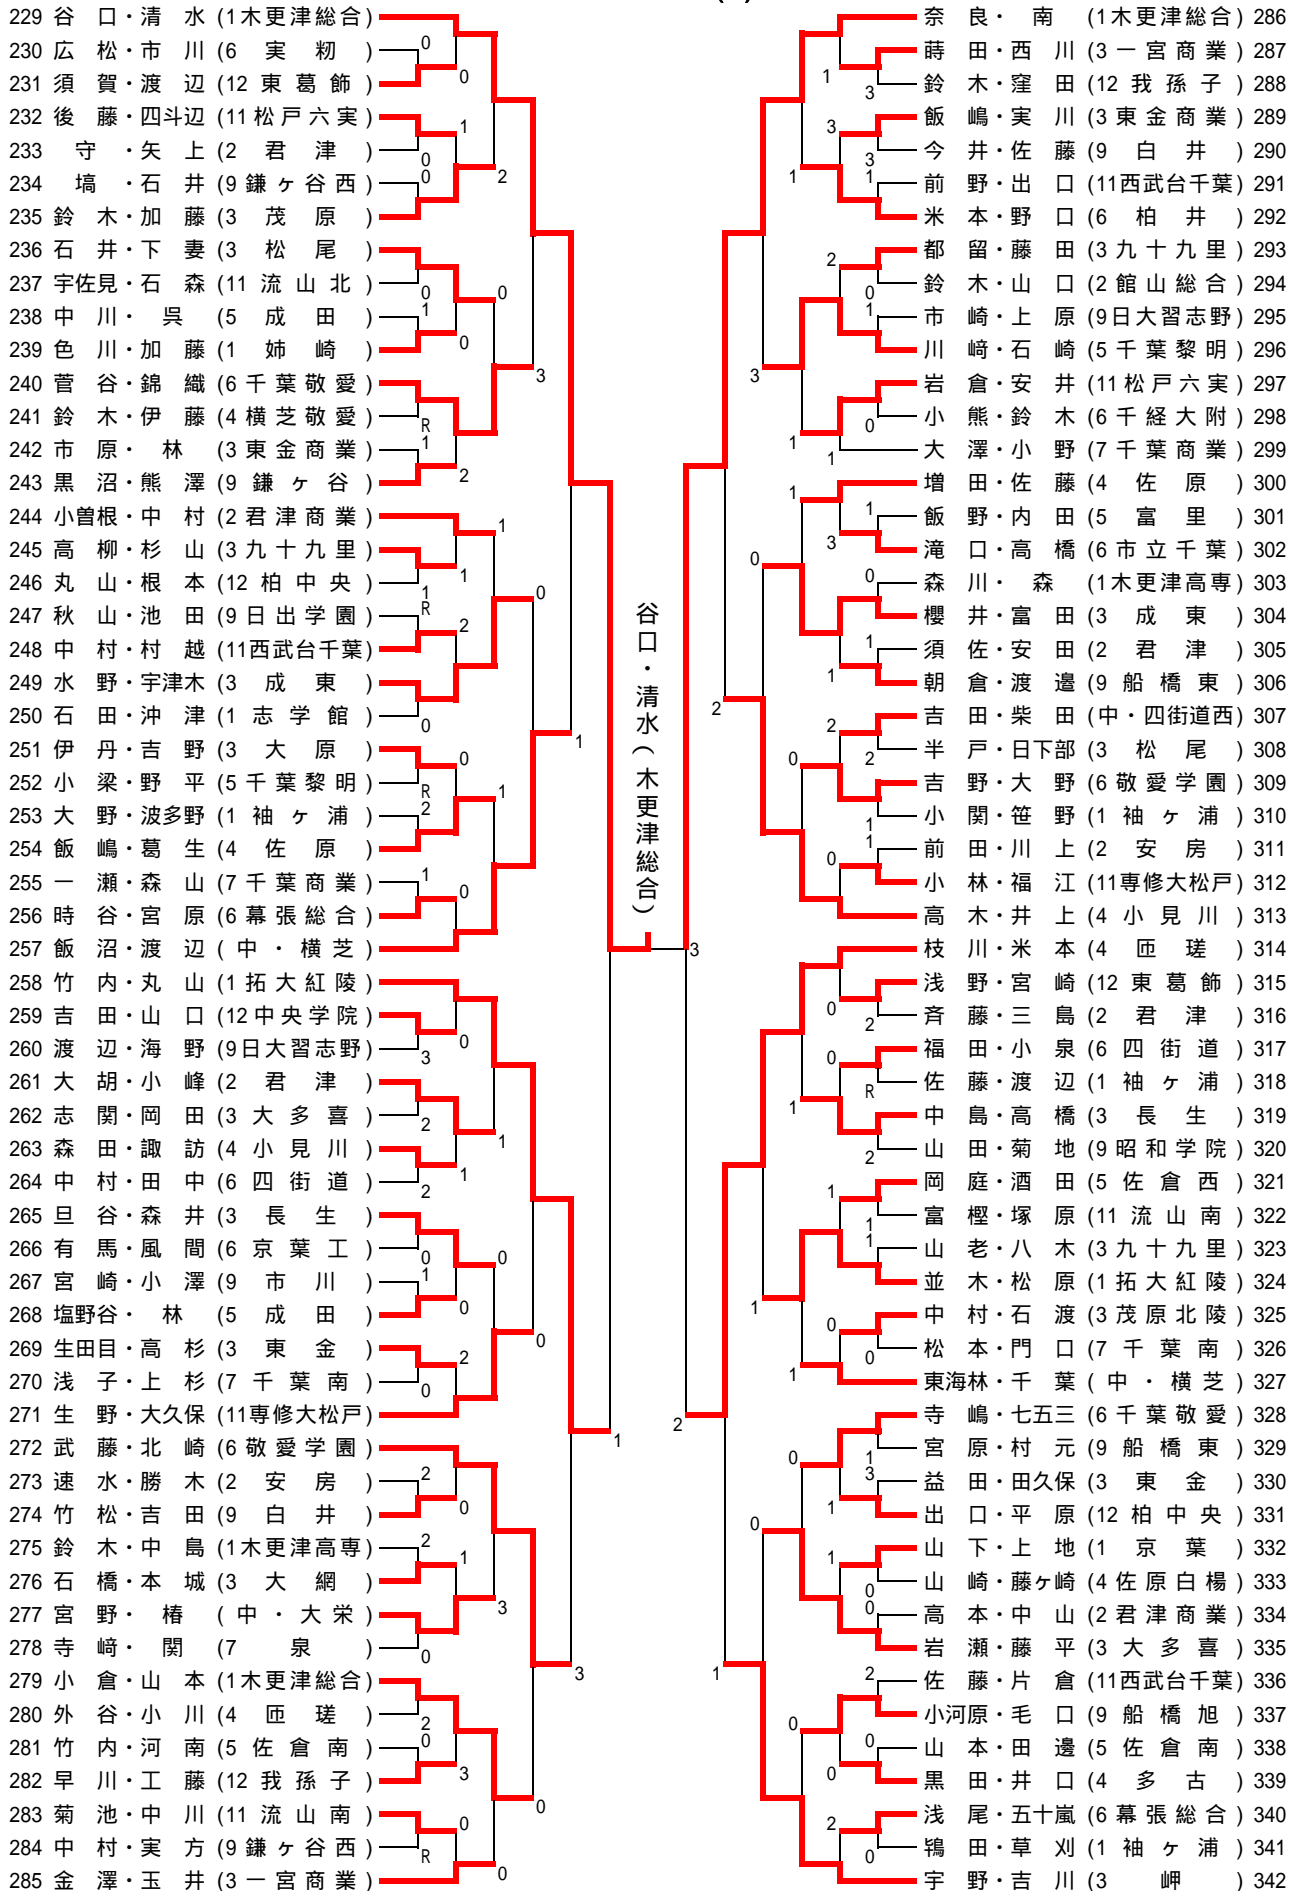 229 谷 口・清 水 (1木更津総合)
230 広 松・市 川 (6 実 籾 )
231 須 賀・渡 辺 (12 東 葛 飾 )
232 後 藤・四斗辺 (11 松 戸 六 実 )
233 守 ・矢 上 (2 君 津 )
234 塙 ・石 井 (9 鎌 ヶ 谷 西 )
235 鈴 木・加 藤 (3 茂 原 )
236 石 井・下 妻 (3 松 尾 )
237 宇佐見・石 森 (11 流 山 北 )
238 中 川・ 呉 (5 成 田 )
239 色 川・加 藤 (1 姉 崎 )
240 菅 谷・錦 織 (6 千 葉 敬 愛 )
241 鈴 木・伊 藤 (4 横 芝 敬 愛 )
242 市 原・ 林 (3 東 金 商 業 )
243 黒 沼・熊 澤 (9 鎌 ヶ 谷 )
244 小曽根・中 村 (2 君 津 商 業 )
245 高 柳・杉 山 (3 九 十 九 里 )
246 丸 山・根 本 (12 柏 中 央 )
247 秋 山・池 田 (9 日 出 学 園 )
248 中 村・村 越 (11西武台千葉)
249 水 野・宇津木 (3 成 東 )
250 石 田・沖 津 (1 志 学 館 )
251 伊 丹・吉 野 (3 大 原 )
252 小 梁・野 平 (5 千 葉 黎 明 )
253 大 野・波多野 (1 袖 ヶ 浦 )
254 飯 嶋・葛 生 (4 佐 原 )
255 一 瀬・森 山 (7 千 葉 商 業 )
256 時 谷・宮 原 (6 幕 張 総 合 )
257 飯 沼・渡 辺 ( 中 ・ 横 芝 )
258 竹 内・丸 山 (1 拓 大 紅 陵 )
259 吉 田・山 口 (12 中 央 学 院 )
260 渡 辺・海 野 (9日大習志野)
261 大 胡・小 峰 (2 君 津 )
262 志 関・岡 田 (3 大 多 喜 )
263 森 田・諏 訪 (4 小 見 川 )
264 中 村・田 中 (6 四 街 道 )
265 旦 谷・森 井 (3 長 生 )
266 有 馬・風 間 (6 京 葉 工 )
267 宮 崎・小 澤 (9 市 川 )
268 塩野谷・ 林 (5 成 田 )
269 生田目・高 杉 (3 東 金 )
270 浅 子・上 杉 (7 千 葉 南 )
271 生 野・大久保 (11専修大松戸)
272 武 藤・北 崎 (6 敬 愛 学 園 )
273 速 水・勝 木 (2 安 房 )
274 竹 松・吉 田 (9 白 井 )
275 鈴 木・中 島 (1木更津高専)
276 石 橋・本 城 (3 大 網 )
277 宮 野・ 椿 ( 中 ・ 大 栄 )
278 寺 﨑・ 関 (7 泉 )
279 小 倉・山 本 (1木更津総合)
280 外 谷・小 川 (4 匝 瑳 )
281 竹 内・河 南 (5 佐 倉 南 )
282 早 川・工 藤 (12 我 孫 子 )
283 菊 池・中 川 (11 流 山 南 )
284 中 村・実 方 (9 鎌 ヶ 谷 西 )
285 金 澤・玉 井 (3 一 宮 商 業 )
谷口・清水(木更津総合)
奈 良・ 南 (1木更津総合) 286
蒔 田・西 川 (3 一 宮 商 業 ) 287
鈴 木・窪 田 (12 我 孫 子 ) 288
飯 嶋・実 川 (3 東 金 商 業 ) 289
今 井・佐 藤 (9 白 井 ) 290
前 野・出 口 (11西武台千葉) 291
米 本・野 口 (6 柏 井 ) 292
都 留・藤 田 (3 九 十 九 里 ) 293
鈴 木・山 口 (2 館 山 総 合 ) 294
市 崎・上 原 (9日大習志野) 295
川 﨑・石 崎 (5 千 葉 黎 明 ) 296
岩 倉・安 井 (11 松 戸 六 実 ) 297
小 熊・鈴 木 (6 千 経 大 附 ) 298
大 澤・小 野 (7 千 葉 商 業 ) 299
増 田・佐 藤 (4 佐 原 ) 300
飯 野・内 田 (5 富 里 ) 301
滝 口・高 橋 (6 市 立 千 葉 ) 302
森 川・ 森 (1木更津高専) 303
櫻 井・富 田 (3 成 東 ) 304
須 佐・安 田 (2 君 津 ) 305
朝 倉・渡 邉 (9 船 橋 東 ) 306
吉 田・柴 田 (中・四街道西) 307
半 戸・日下部 (3 松 尾 ) 308
吉 野・大 野 (6 敬 愛 学 園 ) 309
小 関・笹 野 (1 袖 ヶ 浦 ) 310
前 田・川 上 (2 安 房 ) 311
小 林・福 江 (11専修大松戸) 312
高 木・井 上 (4 小 見 川 ) 313
枝 川・米 本 (4 匝 瑳 ) 314
浅 野・宮 崎 (12 東 葛 飾 ) 315
斉 藤・三 島 (2 君 津 ) 316
福 田・小 泉 (6 四 街 道 ) 317
佐 藤・渡 辺 (1 袖 ヶ 浦 ) 318
中 島・高 橋 (3 長 生 ) 319
山 田・菊 地 (9 昭 和 学 院 ) 320
岡 庭・酒 田 (5 佐 倉 西 ) 321
富 樫・塚 原 (11 流 山 南 ) 322
山 老・八 木 (3 九 十 九 里 ) 323
並 木・松 原 (1 拓 大 紅 陵 ) 324
中 村・石 渡 (3 茂 原 北 陵 ) 325
松 本・門 口 (7 千 葉 南 ) 326
東海林・千 葉 ( 中 ・ 横 芝 ) 327
寺 嶋・七五三 (6 千 葉 敬 愛 ) 328
宮 原・村 元 (9 船 橋 東 ) 329
益 田・田久保 (3 東 金 ) 330
出 口・平 原 (12 柏 中 央 ) 331
山 下・上 地 (1 京 葉 ) 332
山 崎・藤ヶ崎 (4 佐 原 白 楊 ) 333
高 本・中 山 (2 君 津 商 業 ) 334
岩 瀬・藤 平 (3 大 多 喜 ) 335
佐 藤・片 倉 (11西武台千葉) 336
小河原・毛 口 (9 船 橋 旭 ) 337
山 本・田 邊 (5 佐 倉 南 ) 338
黒 田・井 口 (4 多 古 ) 339
浅 尾・五十嵐 (6 幕 張 総 合 ) 340
鴇 田・草 刈 (1 袖 ヶ 浦 ) 341
宇 野・吉 川 (3 岬 ) 342